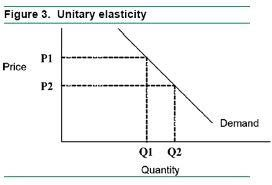 Figure 3. Unitary elasticity
P1
Price
P2
Demand
Q1 Q2
Quantity